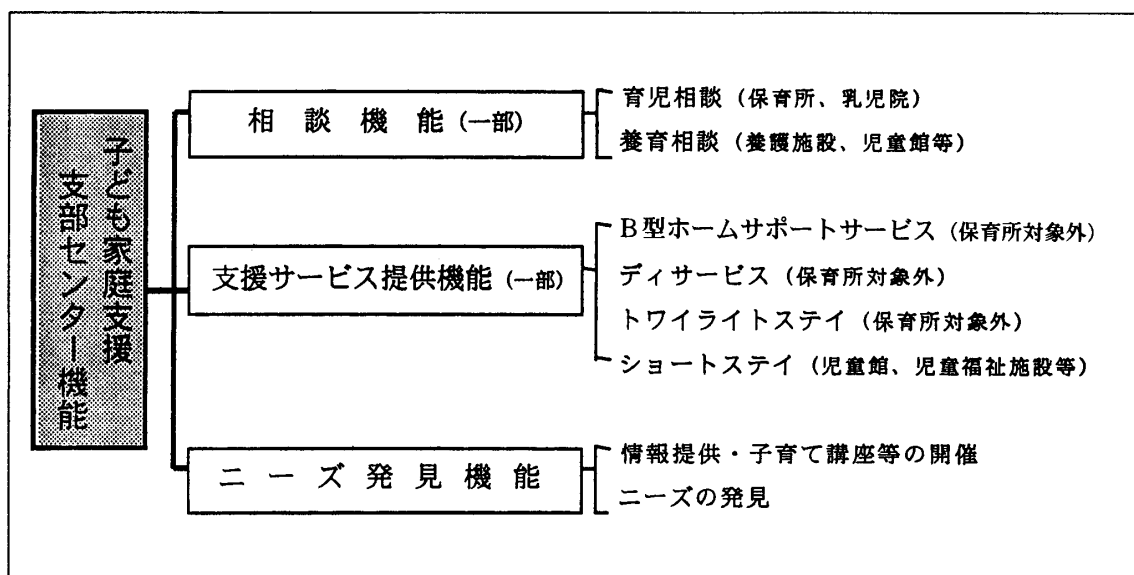 子ども家庭支援
支部センター機能
相談機能(一部)
育児相談(保育所、乳児院)
養育相談(養護施設、児童館等)
支援サービス提供機能(一部)
B型ホームサポートサービス(保育所対象外)
ディサービス(保育所対象外)
トワイライトステイ(保育所対象外)
ショートステイ(児童館、児童福祉施設等)
ニーズ発見機能
情報提供・子育て講座等の開催
ニーズの発見